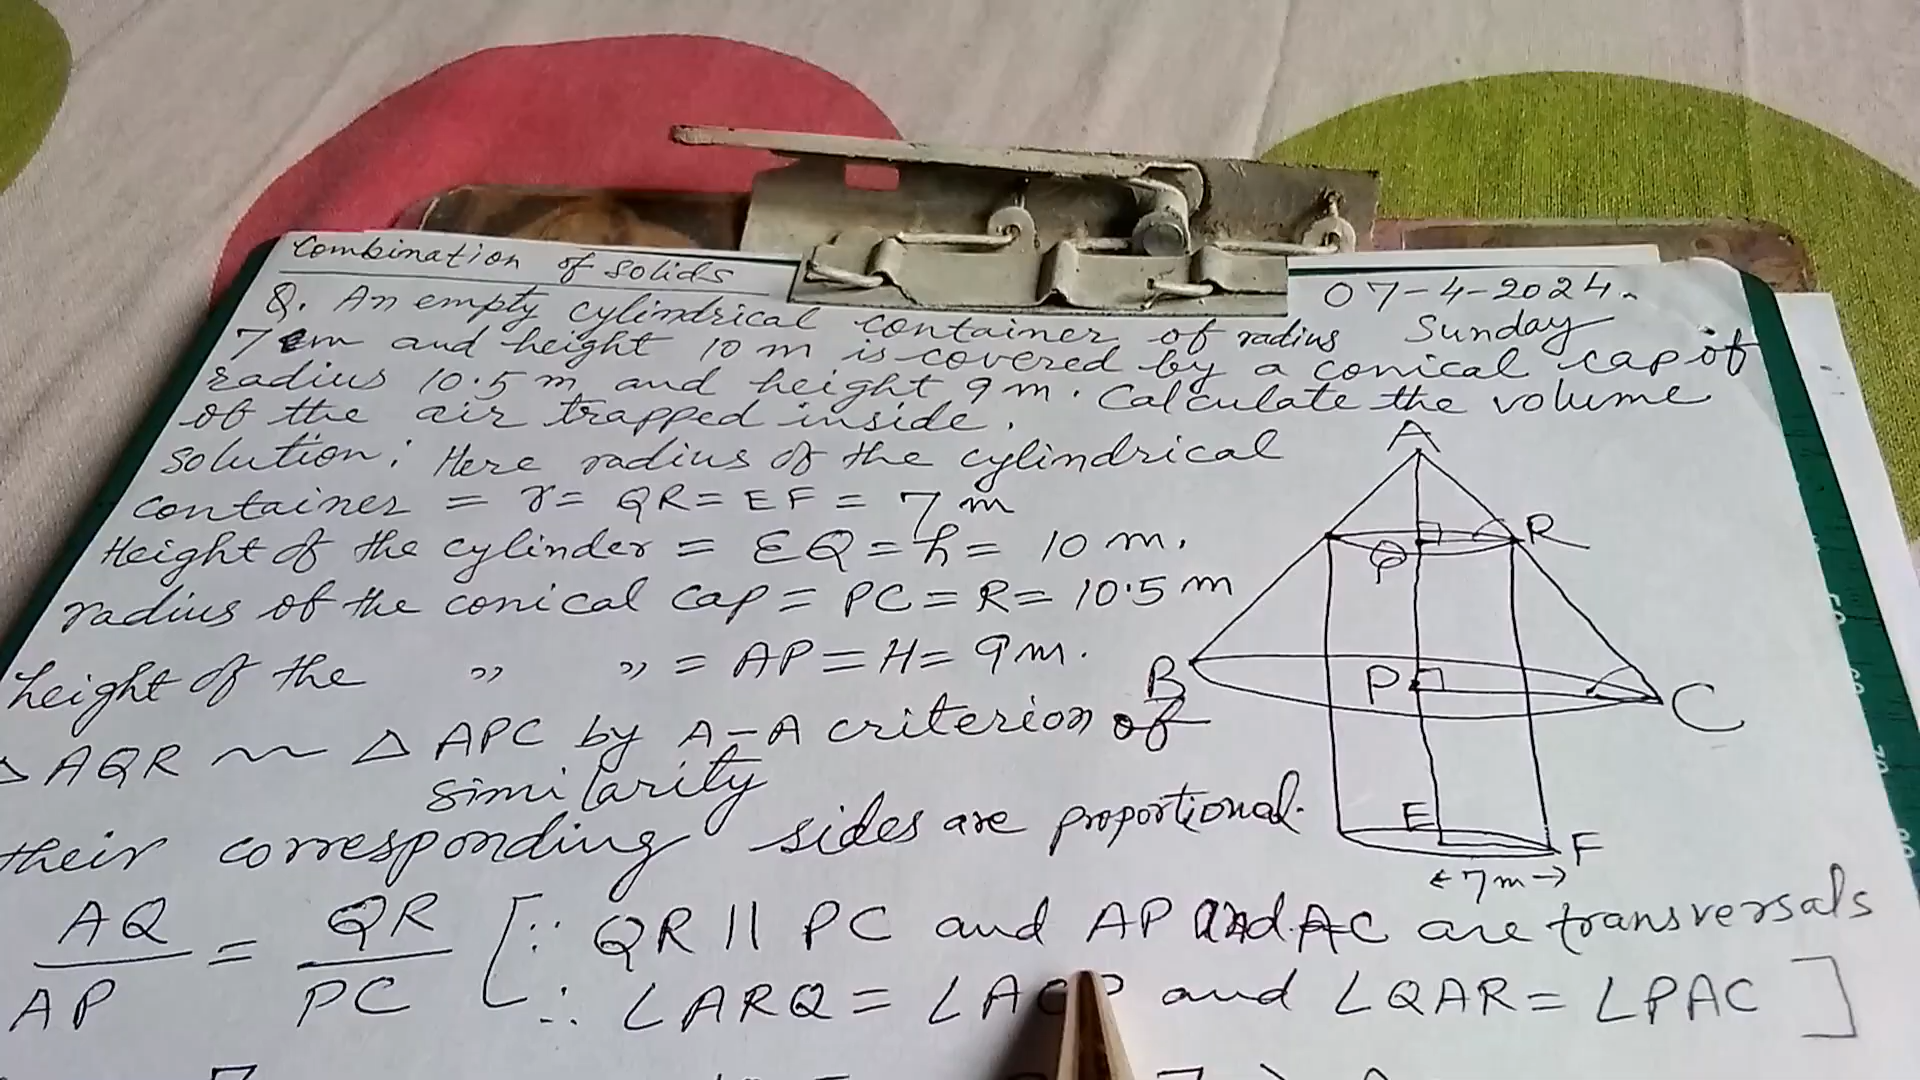 Combination of solids
07-4-2024.
Sunday
Q. An empty cylindrical container of radius
7 m and height 10 m is covered by a conical cap of
radius 10.5 m and height 9 m. Calculate the volume
of the air trapped inside.
Solution: Here radius of the cylindrical
container = r = QR = EF = 7 m
Height of the cylinder = EQ = h = 10 m.
radius of the conical cap = PC = R = 10.5 m
height of the " " = AP = H = 9 m.
△ AQR ~ △ APC by A-A criterion of
similarity
their corresponding sides are proportional.
AQ/AP = QR/PC [∵ QR || PC and AP and AC are transversals
∴ ∠ARQ = and ∠QAR = ∠PAC ]
A
Q
R
B
P
C
E
F
← 7 m →